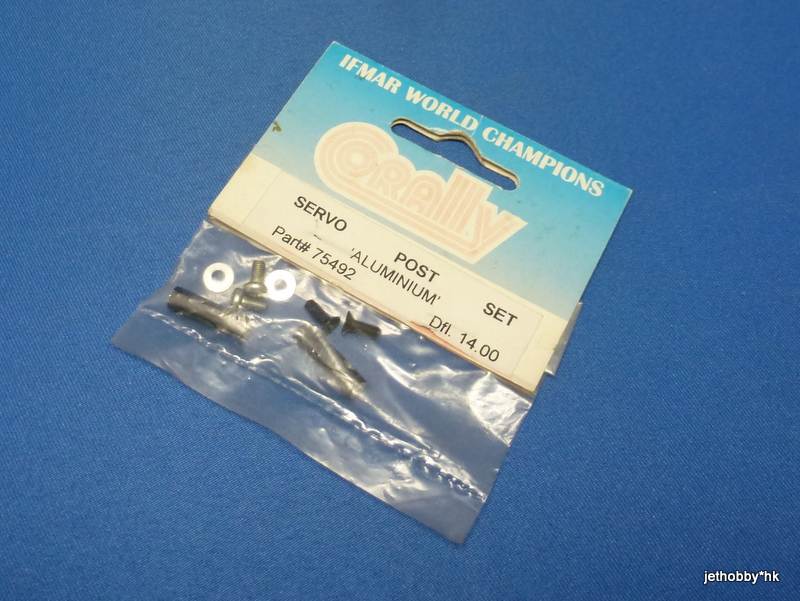 IFMAR WORLD CHAMPIONS
CORALLY
SERVO POST SET
'ALUMINIUM'
Part# 75492
Dfl. 14.00
jethobby*hk